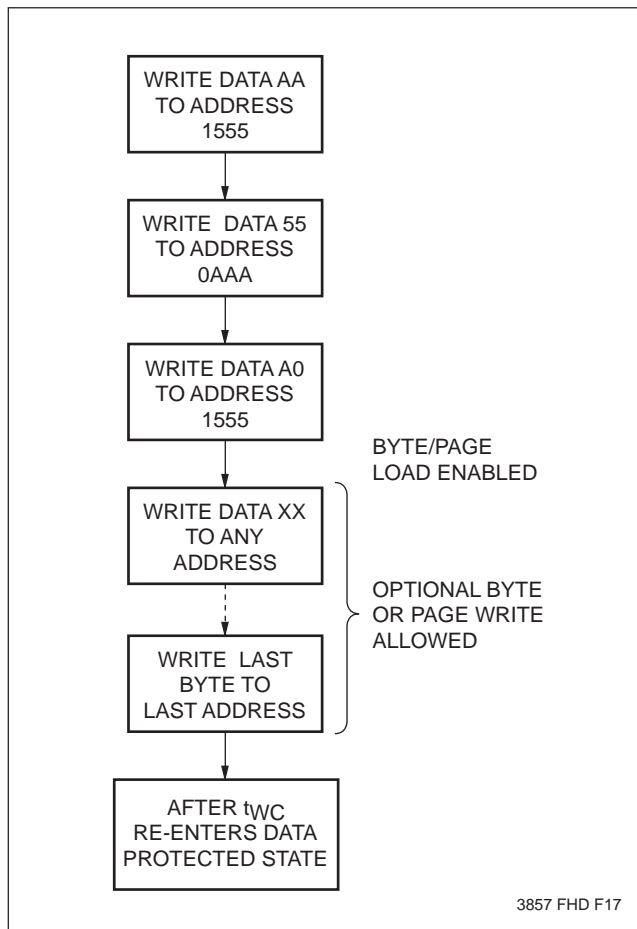 WRITE DATA AA
TO ADDRESS
1555
WRITE DATA 55
TO ADDRESS
0AAA
WRITE DATA A0
TO ADDRESS
1555
BYTE/PAGE
LOAD ENABLED
WRITE DATA XX
TO ANY
ADDRESS
OPTIONAL BYTE
OR PAGE WRITE
ALLOWED
WRITE LAST
BYTE TO
LAST ADDRESS
AFTER tWC
RE-ENTERS DATA
PROTECTED STATE
3857 FHD F17